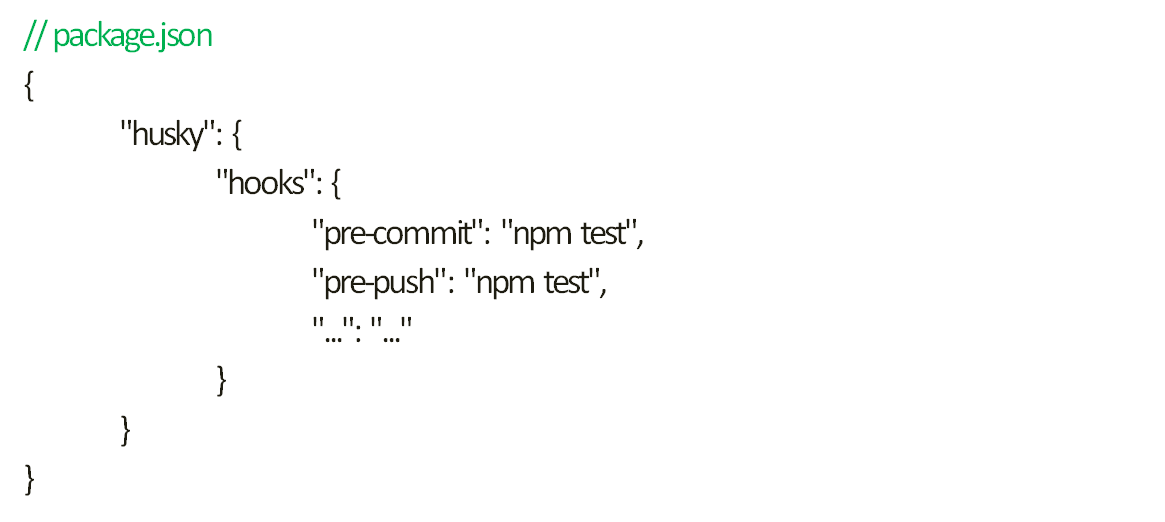 // package.json
{
"husky": {
"hooks": {
"pre-commit": "npm test",
"pre-push": "npm test",
"...": "..."
}
}
}